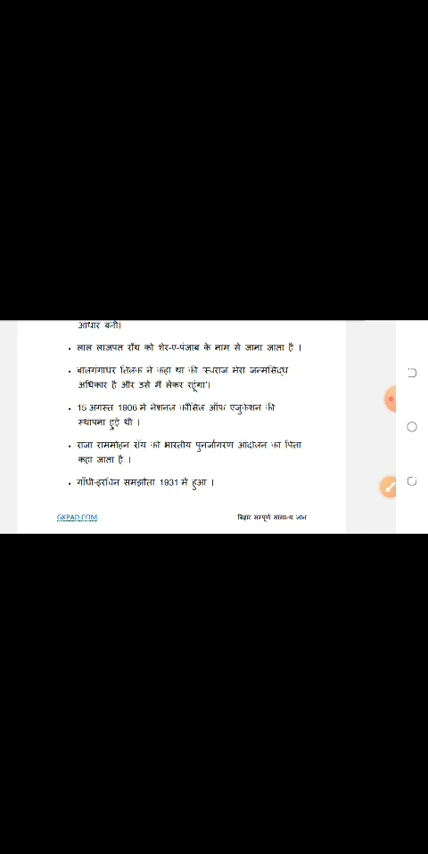 आधार बनी।
• लाल लाजपत रॉय को शेर-ए-पंजाब के नाम से जाना जाता है ।
• बालगंगाधर तिलक ने कहा था की 'स्वराज मेरा जन्मसिद्ध
अधिकार है और उसे मैं लेकर रहूंगा'।
• 15 अगस्त 1906 में नेशनल कौंसिल ऑफ एजुकेशन की
स्थापना हुई थी ।
• राजा राममोहन रॉय को भारतीय पुनर्जागरण आंदोलन का पिता
कहा जाता है ।
• गाँधी-इरविन समझौता 1931 में हुआ ।
GKPAD.COM बिहार सम्पूर्ण सामान्य ज्ञान